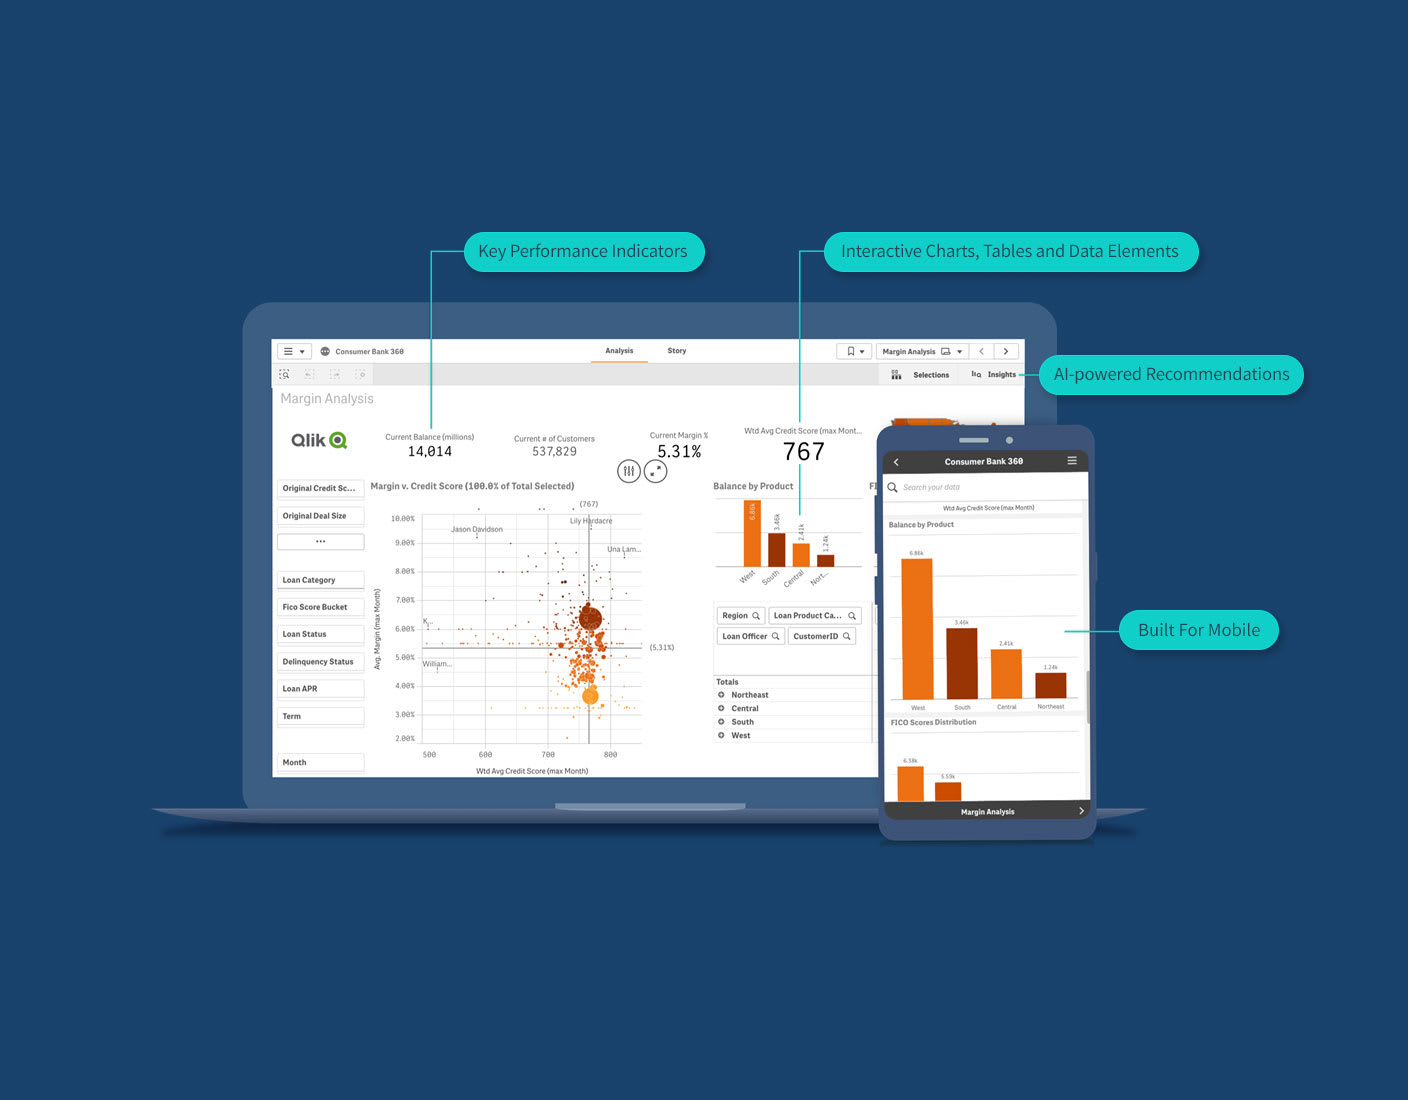 Key Performance Indicators
Interactive Charts, Tables and Data Elements
AI-powered Recommendations
Built For Mobile
Consumer Bank 360
Analysis
Story
Margin Analysis
Selections
Insights
Margin Analysis
Qlik
Current Balance (millions)
14,014
Current # of Customers
537,829
Current Margin %
5.31%
Wtd Avg Credit Score (max Mont...
767
Original Credit Sc...
Original Deal Size
...
Loan Category
Fico Score Bucket
Loan Status
Delinquency Status
Loan APR
Term
Month
Margin v. Credit Score (100.0% of Total Selected)
(767)
10.00%
9.00%
8.00%
7.00%
6.00%
5.00%
4.00%
3.00%
2.00%
Avg. Margin (max Month)
Jason Davidson
Lily Hardacre
Una Lam...
K...
William...
(5.31%)
500
600
700
800
Wtd Avg Credit Score (max Month)
Balance by Product
6.86k
3.46k
2.41k
1.24k
West
South
Central
Nort...
Region
Loan Product Ca...
Loan Officer
CustomerID
Totals
Northeast
Central
South
West
FI
Consumer Bank 360
Search your data
Wtd Avg Credit Score (max Month)
Balance by Product
6.86k
3.46k
2.41k
1.24k
West
South
Central
Northeast
FICO Scores Distribution
6.38k
5.59k
Margin Analysis